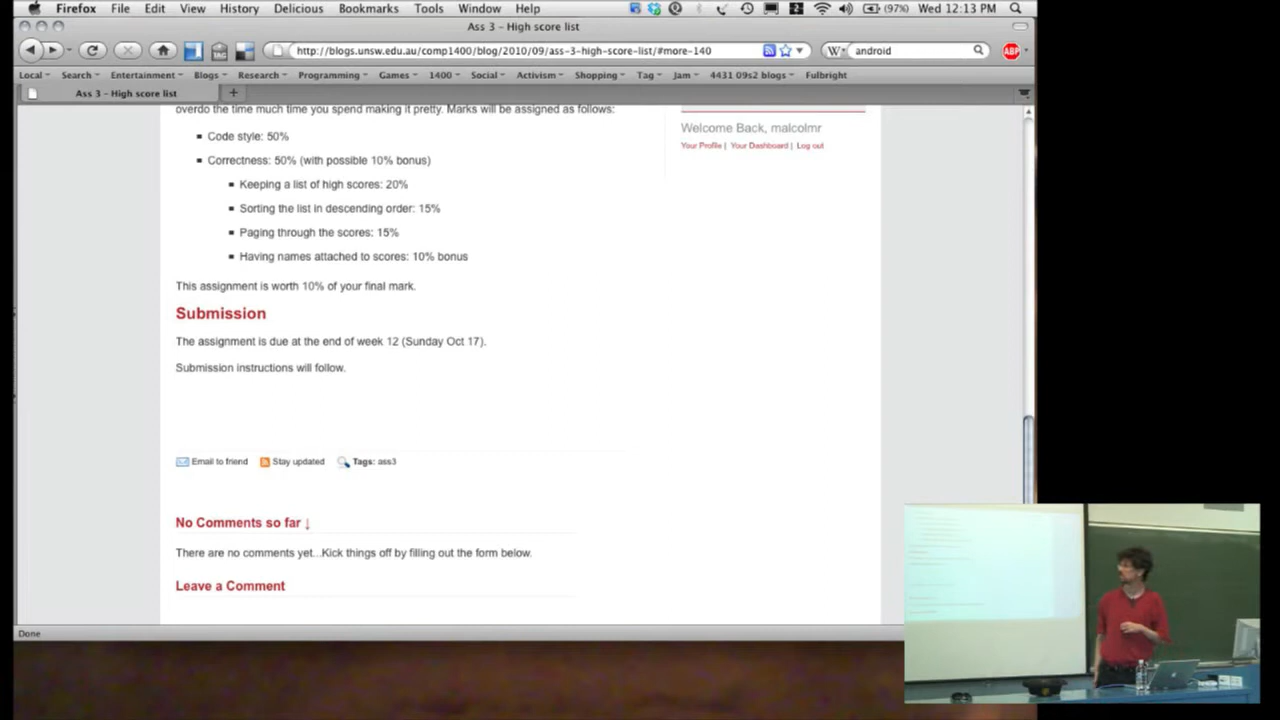 Firefox File Edit View History Delicious Bookmarks Tools Window Help (97%) Wed 12:13 PM
Ass 3 – High score list
http://blogs.unsw.edu.au/comp1400/blog/2010/09/ass-3-high-score-list/#more-140
W android
ABP
Local Search Entertainment Blogs Research Programming Games 1400 Social Activism Shopping Tag Jam 4431 09s2 blogs Fulbright
Ass 3 – High score list +
overdo the time much time you spend making it pretty. Marks will be assigned as follows:
Code style: 50%
Correctness: 50% (with possible 10% bonus)
Keeping a list of high scores: 20%
Sorting the list in descending order: 15%
Paging through the scores: 15%
Having names attached to scores: 10% bonus
This assignment is worth 10% of your final mark.
Welcome Back, malcolmr
Your Profile | Your Dashboard | Log out
Submission
The assignment is due at the end of week 12 (Sunday Oct 17).
Submission instructions will follow.
Email to friend Stay updated Tags: ass3
No Comments so far ↓
There are no comments yet...Kick things off by filling out the form below.
Leave a Comment
Done